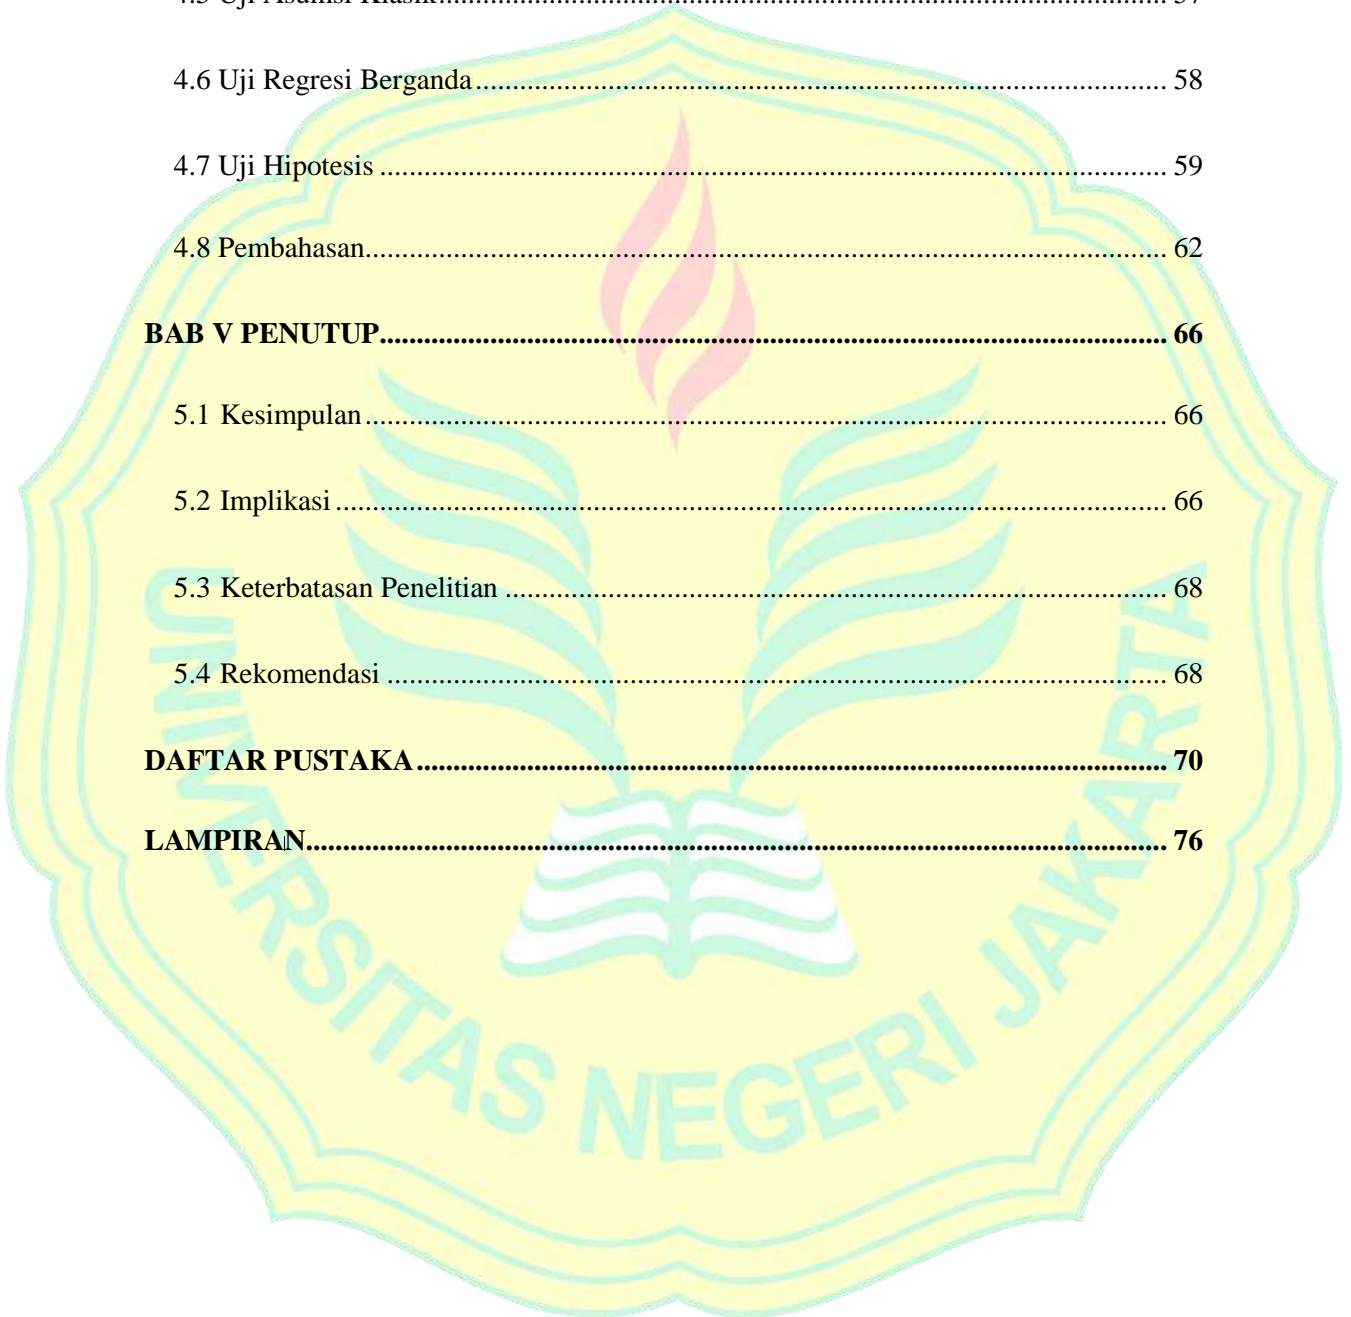 4.6 Uji Regresi Berganda.......... 58
4.7 Uji Hipotesis .......... 59
4.8 Pembahasan.......... 62
BAB V PENUTUP.......... 66
5.1 Kesimpulan.......... 66
5.2 Implikasi.......... 66
5.3 Keterbatasan Penelitian .......... 68
5.4 Rekomendasi .......... 68
DAFTAR PUSTAKA.......... 70
LAMPIRAN.......... 76
UNIVERSITAS NEGERI JAKARTA